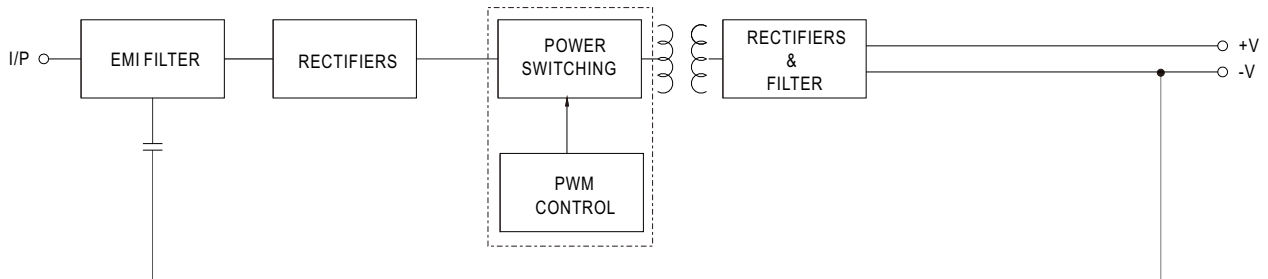 I/P
EMI FILTER
RECTIFIERS
POWER
SWITCHING
PWM
CONTROL
RECTIFIERS
&
FILTER
+V
-V